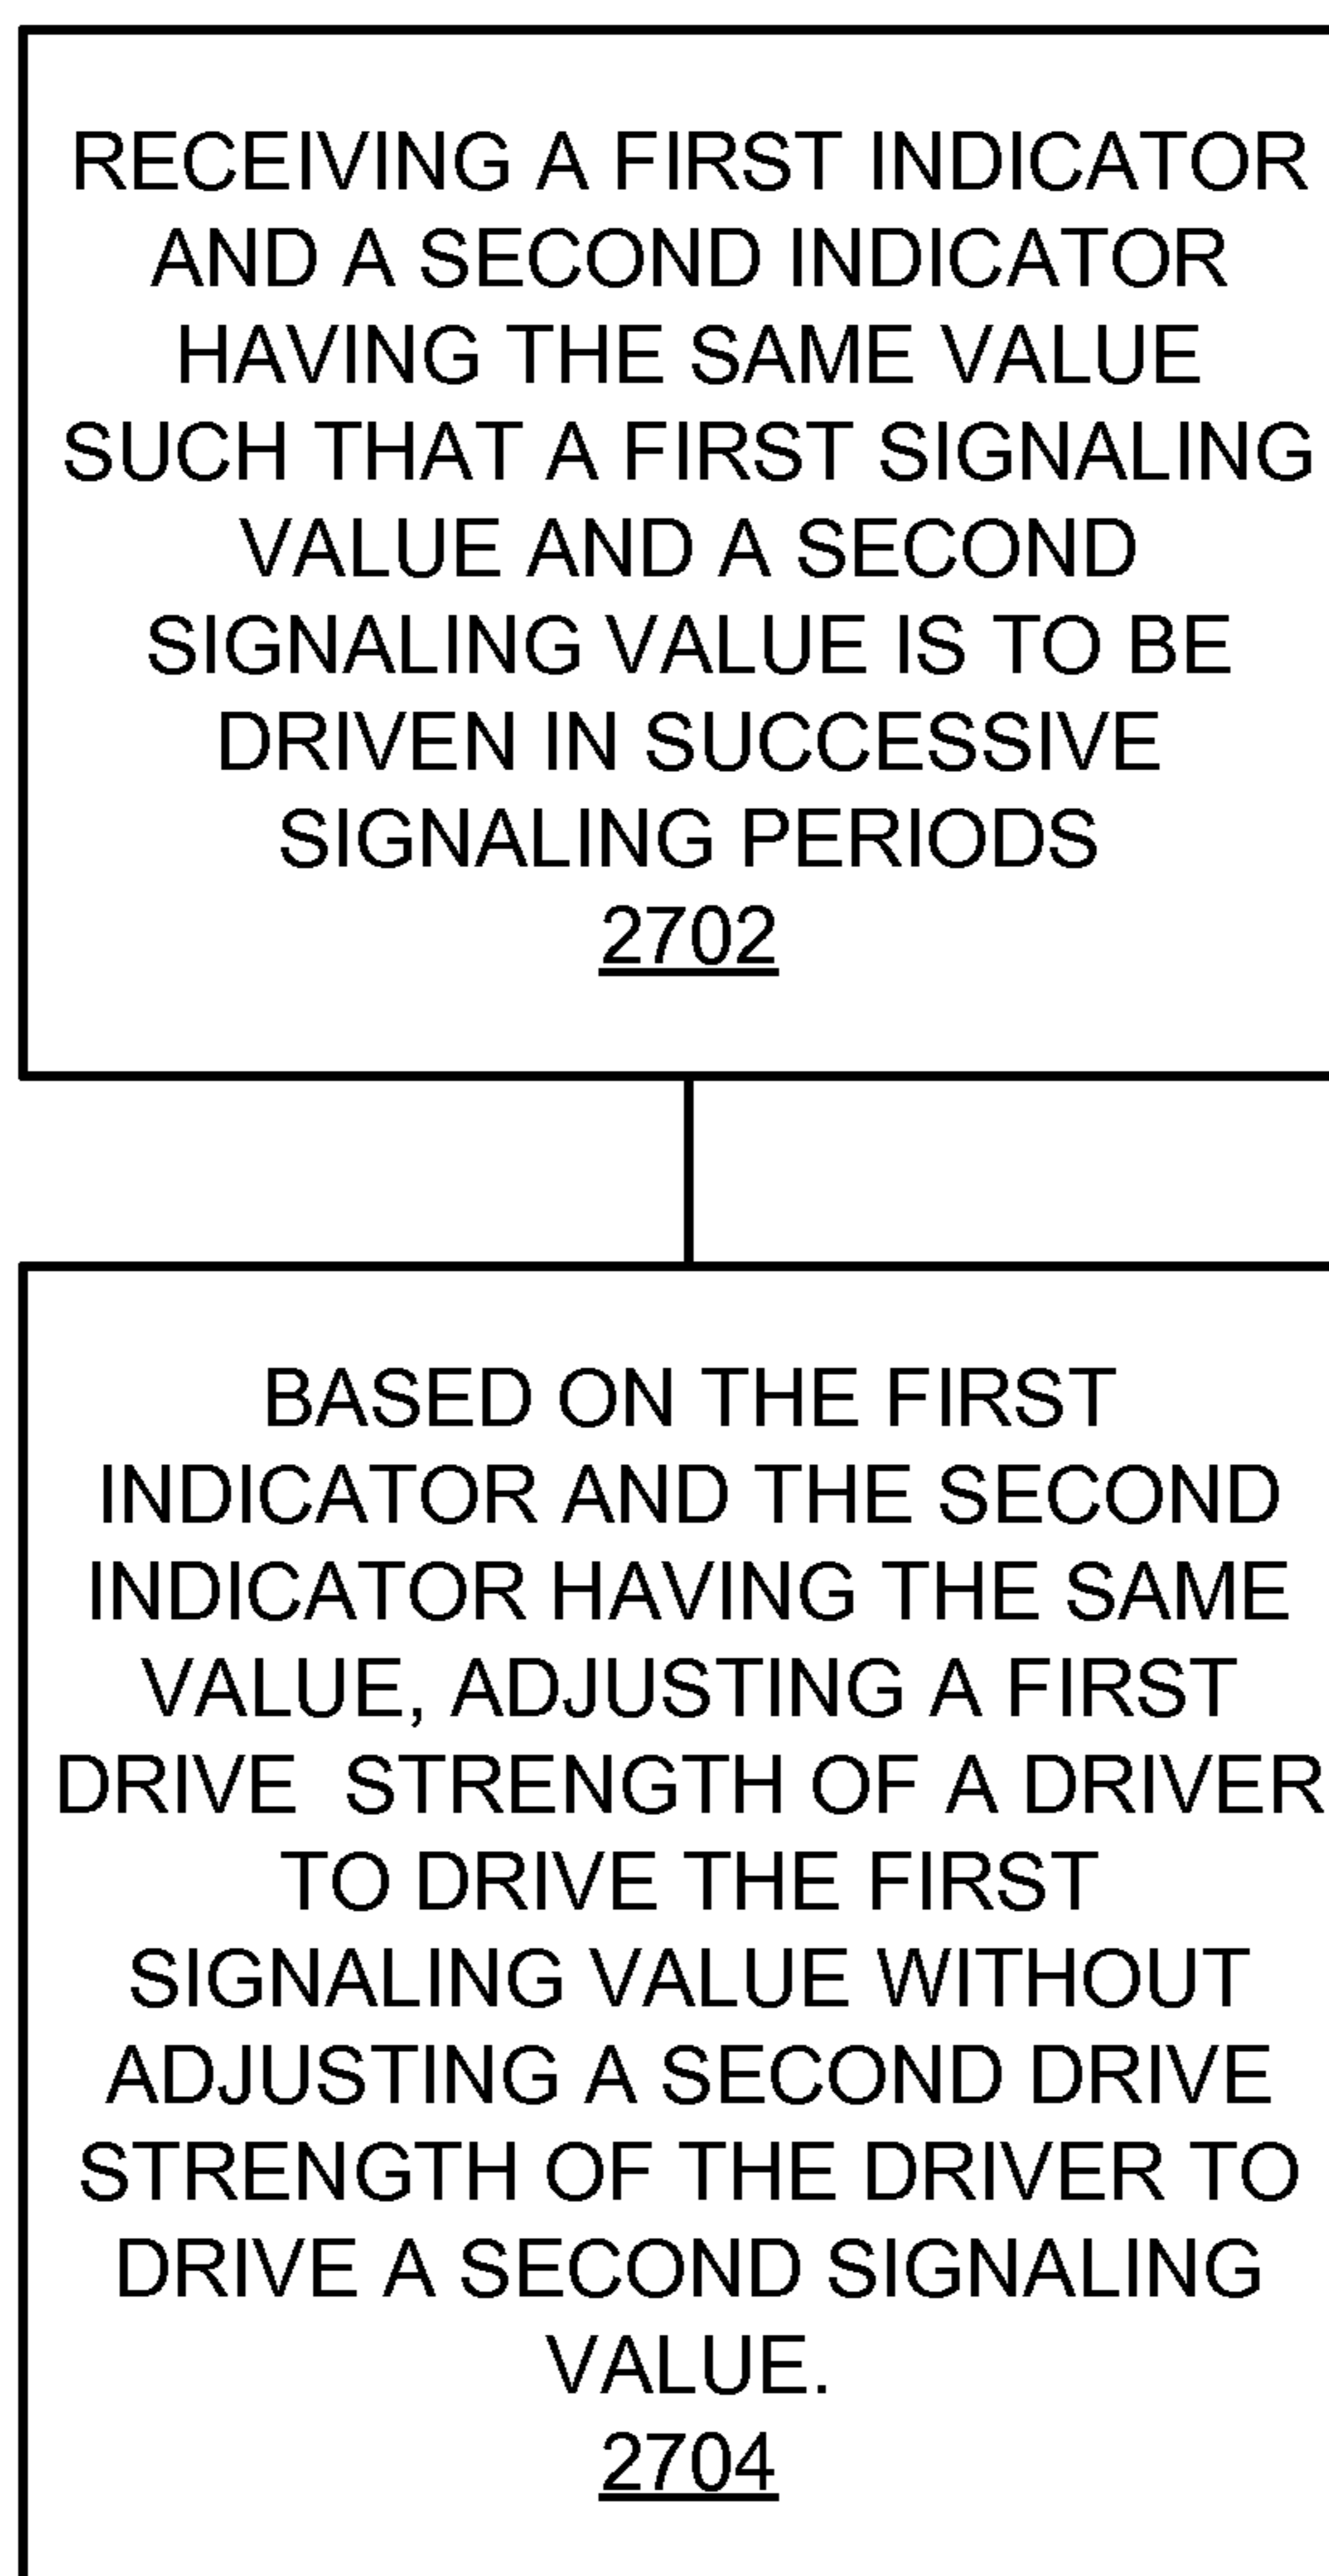 RECEIVING A FIRST INDICATOR
AND A SECOND INDICATOR
HAVING THE SAME VALUE
SUCH THAT A FIRST SIGNALING
VALUE AND A SECOND
SIGNALING VALUE IS TO BE
DRIVEN IN SUCCESSIVE
SIGNALING PERIODS
2702
BASED ON THE FIRST
INDICATOR AND THE SECOND
INDICATOR HAVING THE SAME
VALUE, ADJUSTING A FIRST
DRIVE  STRENGTH OF A DRIVER
TO DRIVE THE FIRST
SIGNALING VALUE WITHOUT
ADJUSTING A SECOND DRIVE
STRENGTH OF THE DRIVER TO
DRIVE A SECOND SIGNALING
VALUE.
2704